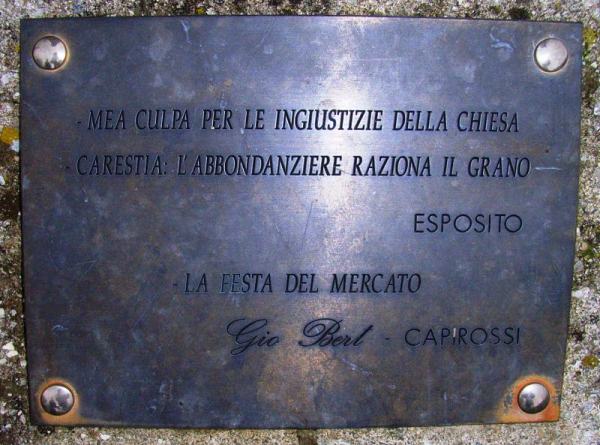 - MEA CULPA PER LE INGIUSTIZIE DELLA CHIESA
- CARESTIA: L'ABBONDANZIERE RAZIONA IL GRANO
ESPOSITO
- LA FESTA DEL MERCATO
Gio Bert - CAPIROSSI